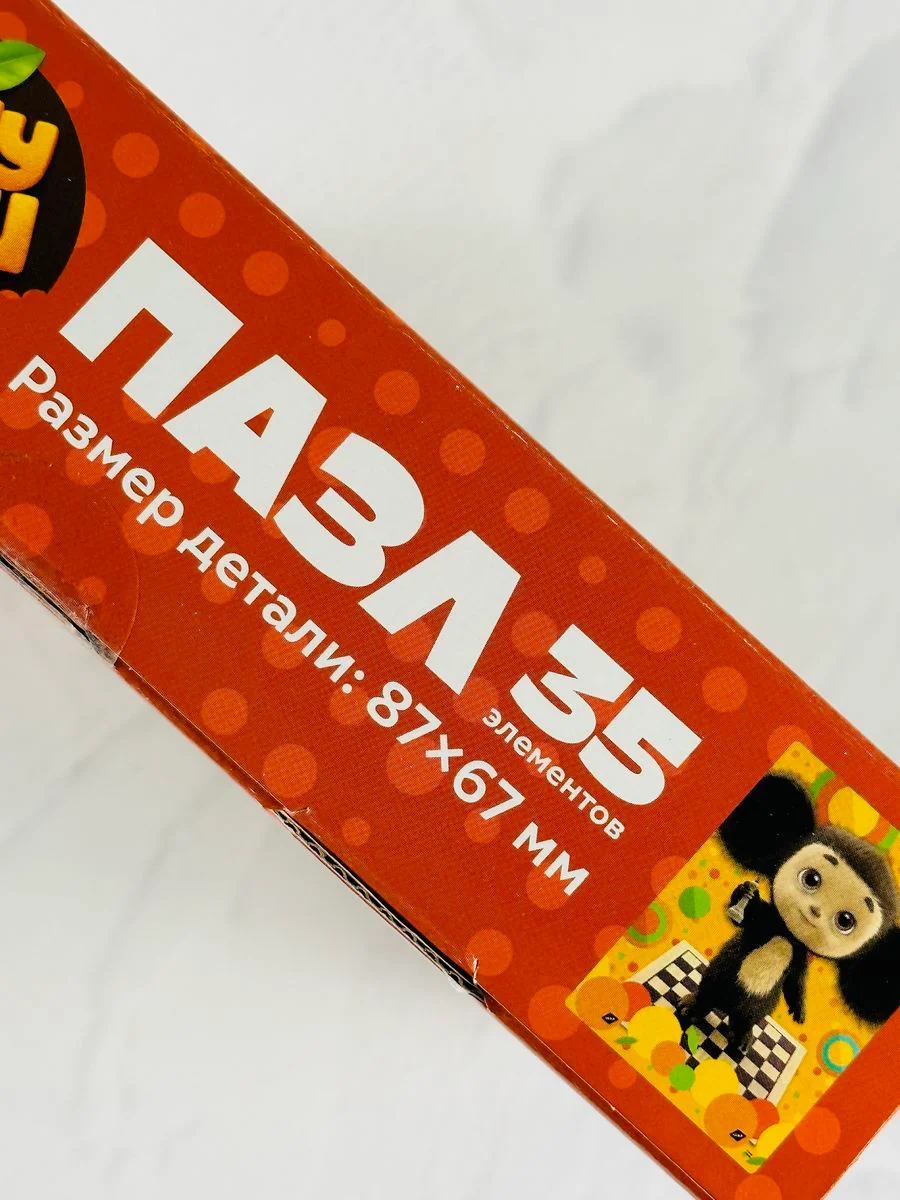 ПАЗЛ 35
элементов
Размер детали: 87×67 мм